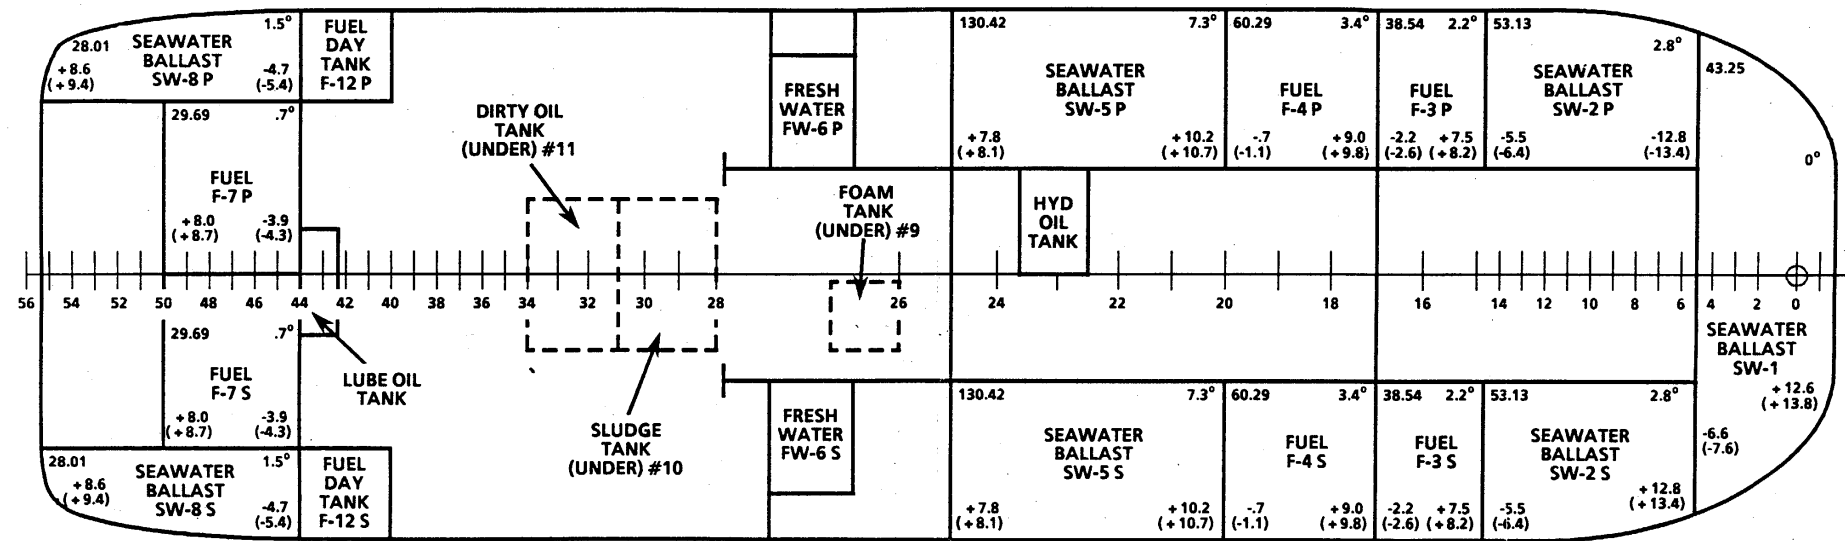 28.01
1.5°
SEAWATER
BALLAST
SW-8 P
+8.6
(+9.4)
-4.7
(-5.4)
FUEL
DAY
TANK
F-12 P
29.69
.7°
FUEL
F-7 P
+8.0
(+8.7)
-3.9
(-4.3)
DIRTY OIL
TANK
(UNDER) #11
FRESH
WATER
FW-6 P
FOAM
TANK
(UNDER) #9
130.42
7.3°
SEAWATER
BALLAST
SW-5 P
+7.8
(+8.1)
+10.2
(+10.7)
60.29
3.4°
FUEL
F-4 P
-.7
(-1.1)
+9.0
(+9.8)
38.54
2.2°
FUEL
F-3 P
-2.2
(-2.6)
+7.5
(+8.2)
53.13
2.8°
SEAWATER
BALLAST
SW-2 P
-5.5
(-6.4)
-12.8
(-13.4)
43.25
0°
HYD
OIL
TANK
56 54 52 50 48 46 44 42 40 38 36 34 32 30 28 26 24 22 20 18 16 14 12 10 8 6 4 2 0
SEAWATER
BALLAST
SW-1
+12.6
(+13.8)
-6.6
(-7.6)
29.69
.7°
FUEL
F-7 S
+8.0
(+8.7)
-3.9
(-4.3)
LUBE OIL
TANK
SLUDGE
TANK
(UNDER) #10
28.01
1.5°
SEAWATER
BALLAST
SW-8 S
+8.6
(+9.4)
-4.7
(-5.4)
FUEL
DAY
TANK
F-12 S
FRESH
WATER
FW-6 S
130.42
7.3°
SEAWATER
BALLAST
SW-5 S
+7.8
(+8.1)
+10.2
(+10.7)
60.29
3.4°
FUEL
F-4 S
-.7
(-1.1)
+9.0
(+9.8)
38.54
2.2°
FUEL
F-3 S
-2.2
(-2.6)
+7.5
(+8.2)
53.13
2.8°
SEAWATER
BALLAST
SW-2 S
-5.5
(-6.4)
+12.8
(+13.4)